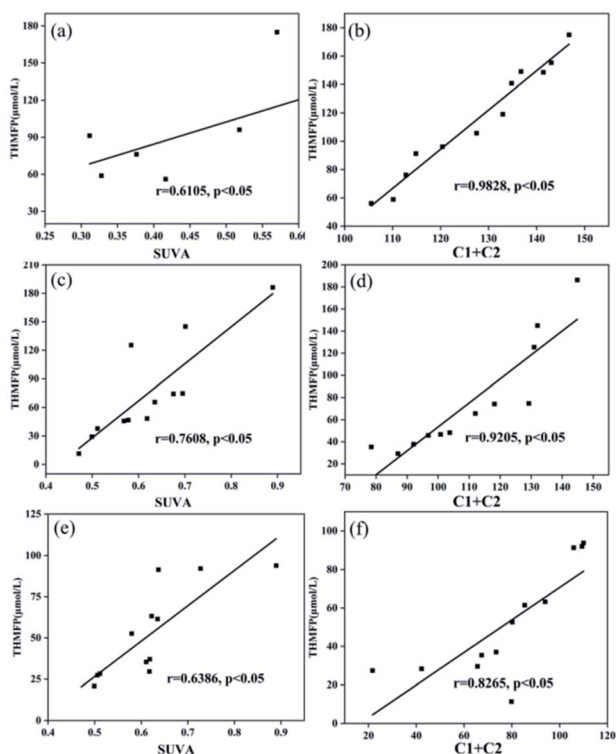 (a)
THMFP(μmol/L)
180
150
120
90
60
30
0.25 0.30 0.35 0.40 0.45 0.50 0.55 0.60
SUVA
r=0.6105, p<0.05
(b)
THMFP(μmol/L)
180
160
140
120
100
80
60
40
100 110 120 130 140 150
C1+C2
r=0.9828, p<0.05
(c)
THMFP(μmol/L)
210
180
150
120
90
60
30
0
0.4 0.5 0.6 0.7 0.8 0.9
SUVA
r=0.7608, p<0.05
(d)
THMFP(μmol/L)
200
180
160
140
120
100
80
60
40
20
70 80 90 100 110 120 130 140 150
C1+C2
r=0.9205, p<0.05
(e)
THMFP(μmol/L)
125
100
75
50
25
0
0.4 0.5 0.6 0.7 0.8 0.9
SUVA
r=0.6386, p<0.05
(f)
THMFP(μmol/L)
100
80
60
40
20
0
0 20 40 60 80 100 120
C1+C2
r=0.8265, p<0.05